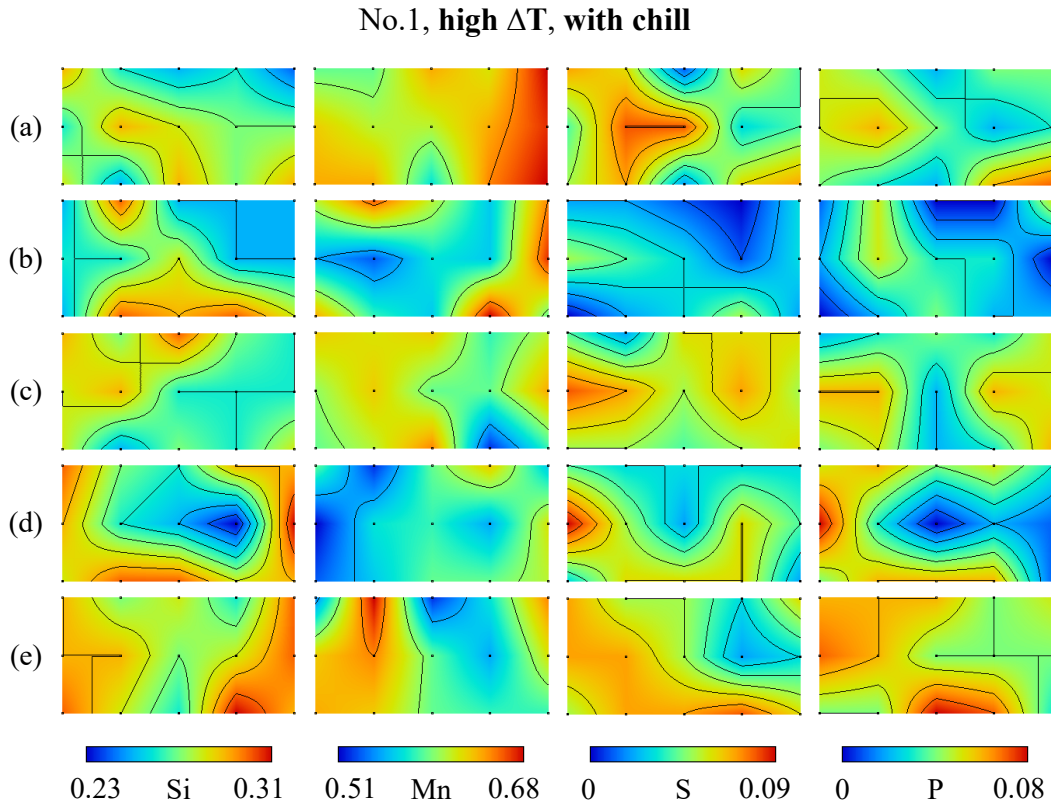 No.1, high ΔT, with chill
(a)
(b)
(c)
(d)
(e)
0.23 Si 0.31 0.51 Mn 0.68 0 S 0.09 0 P 0.08